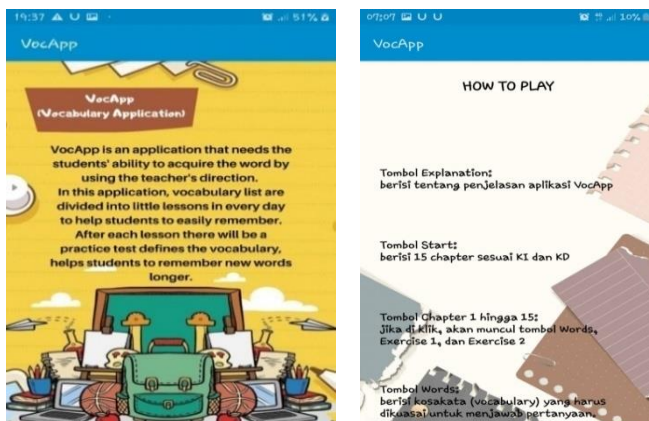 19:37
51%
VocApp
VocApp
(Vocabulary Application)
VocApp is an application that needs the
students' ability to acquire the word by
using the teacher's direction.
In this application, vocabulary list are
divided into little lessons in every day
to help students to easily remember.
After each lesson there will be a
practice test defines the vocabulary,
helps students to remember new words
longer.
07:07
10%
VocApp
HOW TO PLAY
Tombol Explanation:
berisi tentang penjelasan aplikasi VocApp
Tombol Start:
berisi 15 chapter sesuai KI dan KD
Tombol Chapter 1 hingga 15:
jika di klik, akan muncul tombol Words,
Exercise 1, dan Exercise 2
Tombol Words:
berisi kosakata (vocabulary) yang harus
dikuasai untuk menjawab pertanyaan.